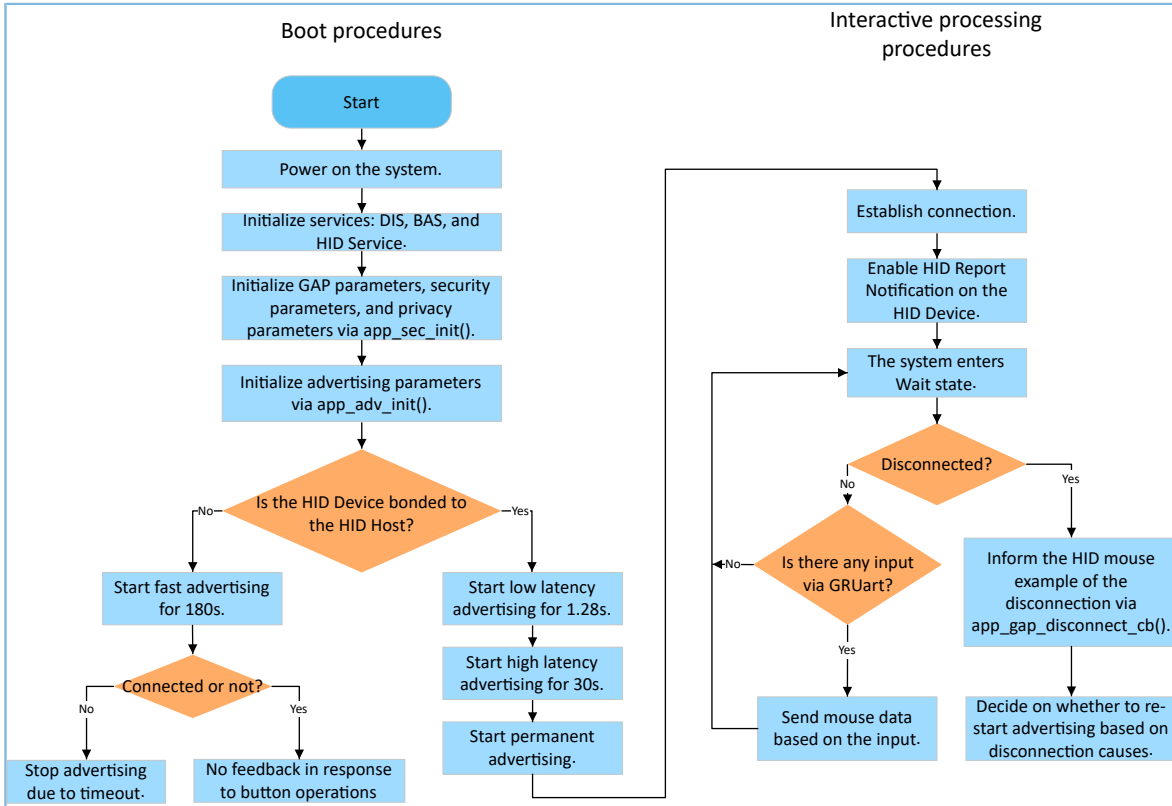 Boot procedures
Start
Power on the system.
Initialize services: DIS, BAS, and
HID Service.
Initialize GAP parameters, security
parameters, and privacy
parameters via app_sec_init().
Initialize advertising parameters
via app_adv_init().
Is the HID Device bonded to
the HID Host?
No
Yes
Start fast advertising
for 180s.
Connected or not?
No
Yes
Stop advertising
due to timeout.
No feedback in response
to button operations
Start low latency
advertising for 1.28s.
Start high latency
advertising for 30s.
Start permanent
advertising.
Interactive processing
procedures
Establish connection.
Enable HID Report
Notification on the
HID Device.
The system enters
Wait state.
Disconnected?
No
Yes
Is there any input
via GRUart?
No
Yes
Send mouse data
based on the input.
Inform the HID mouse
example of the
disconnection via
app_gap_disconnect_cb().
Decide on whether to re-
start advertising based on
disconnection causes.